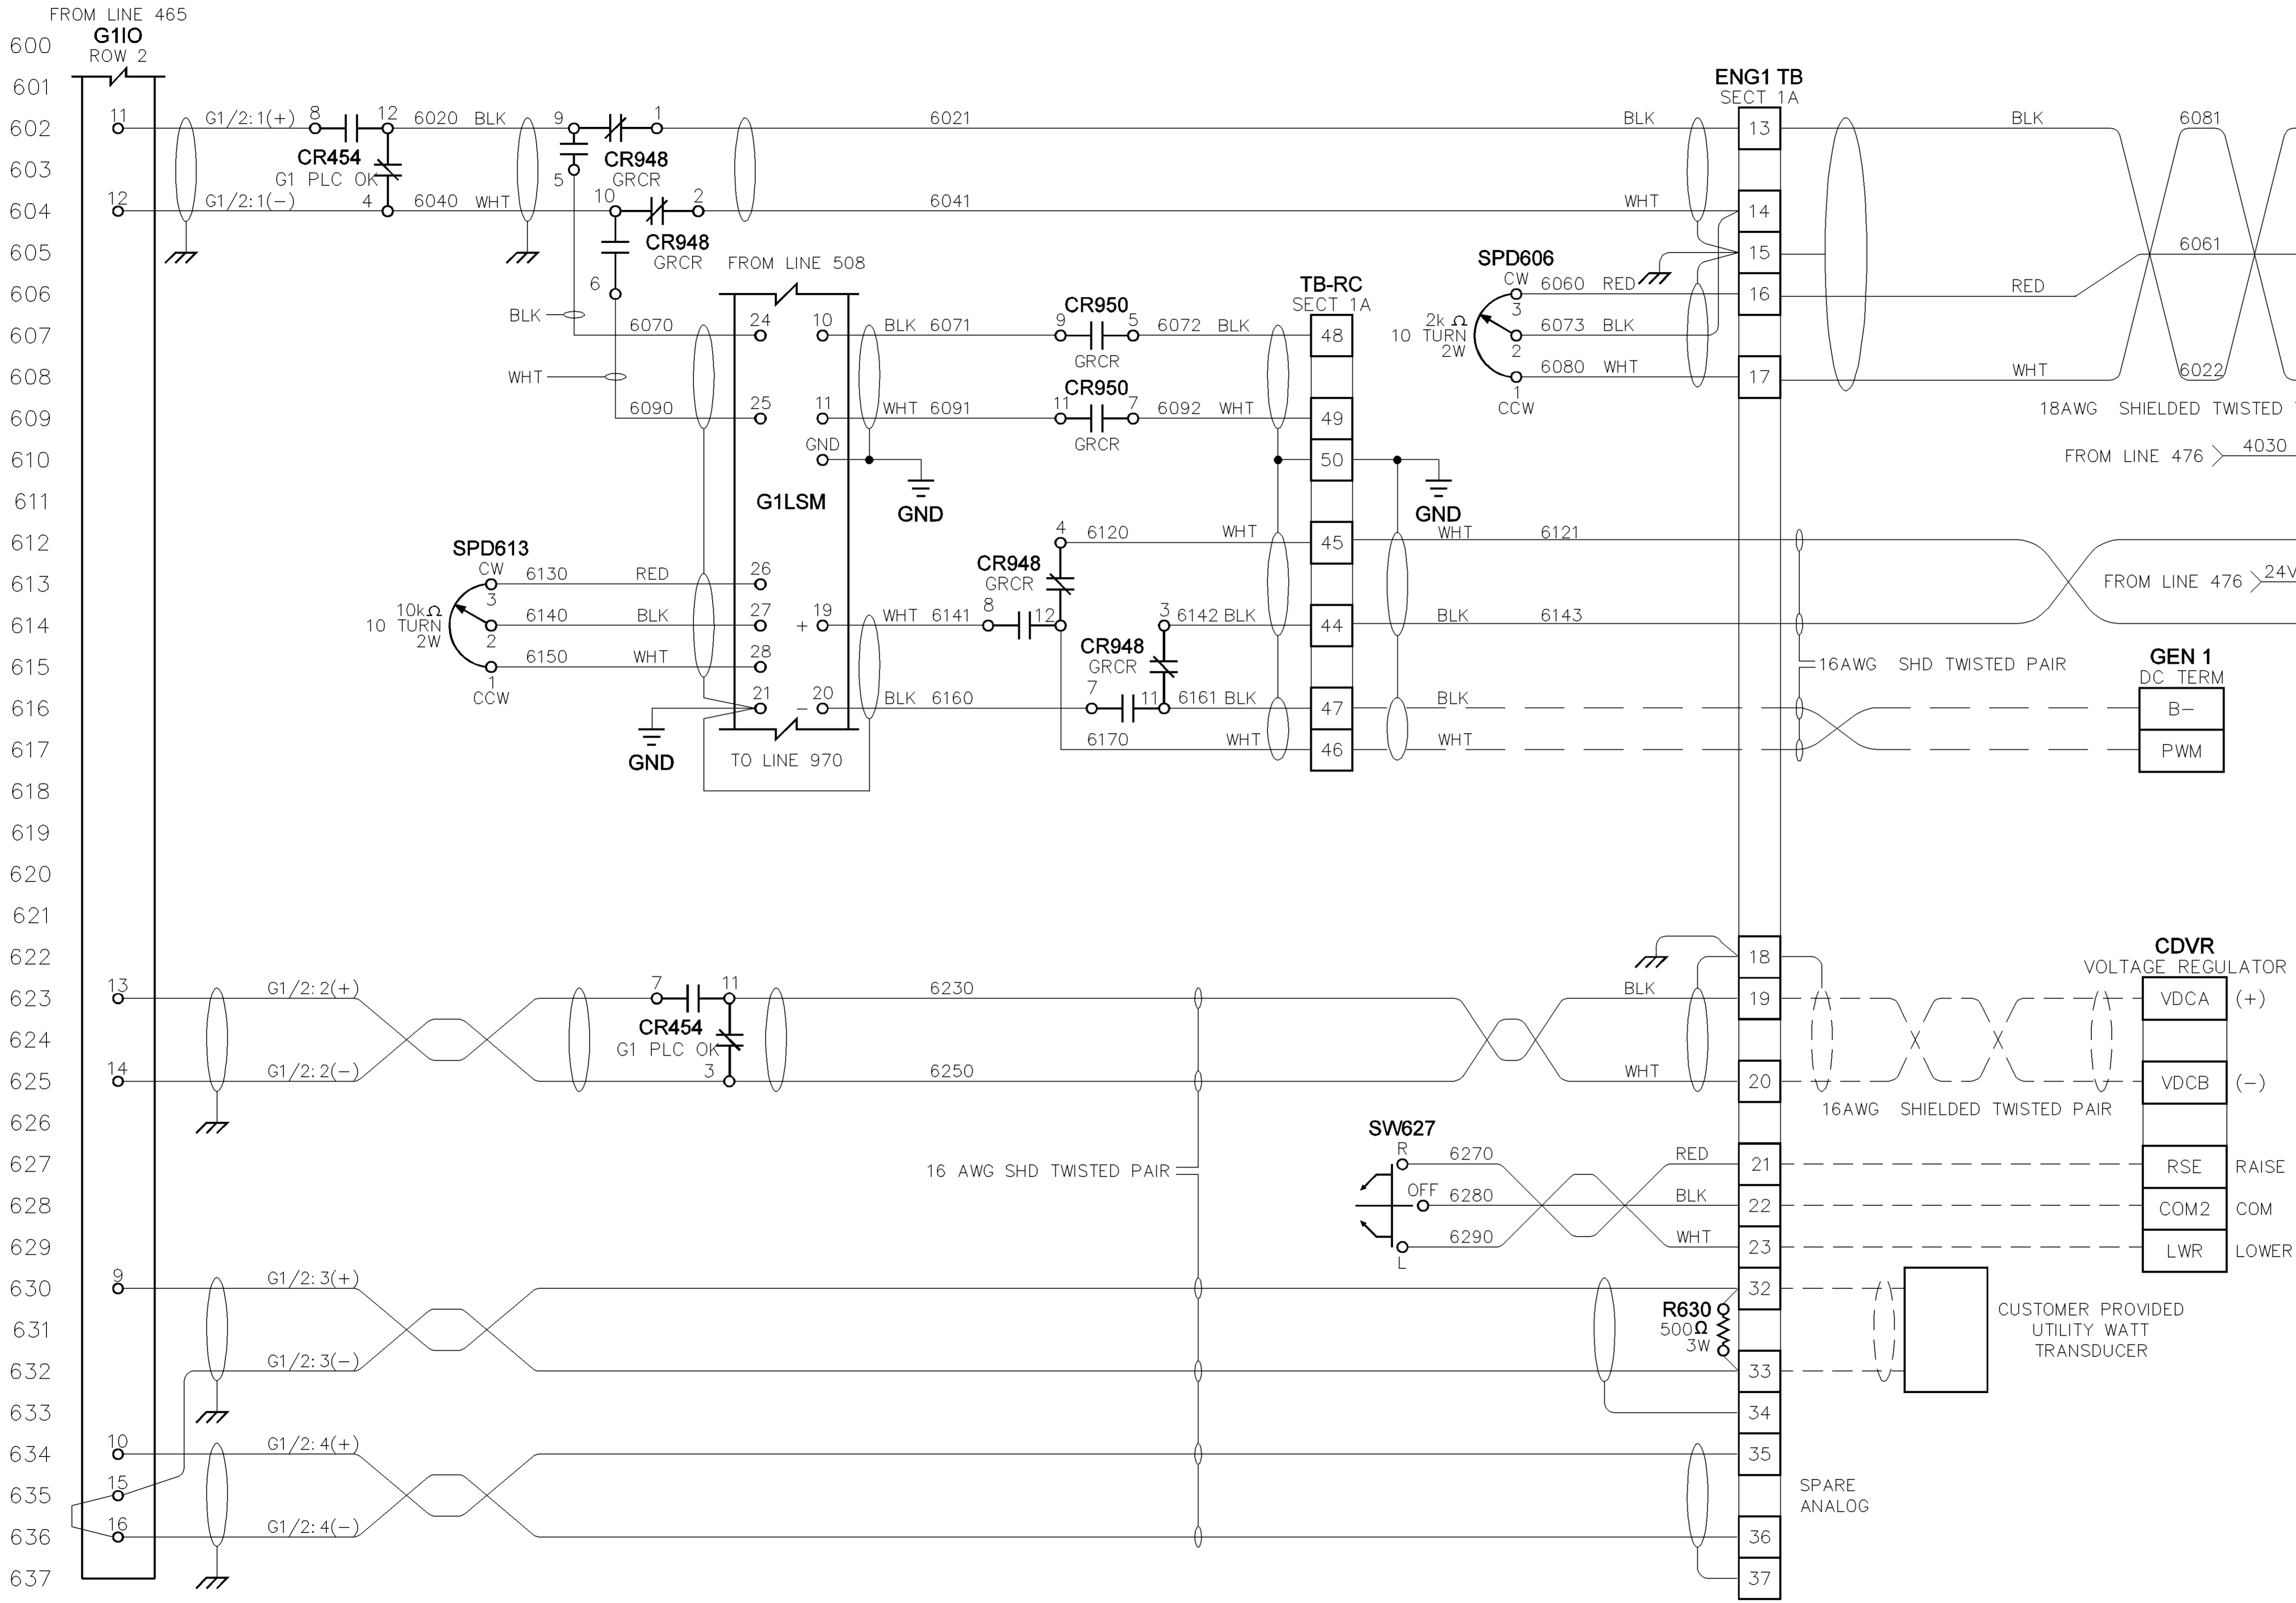 FROM LINE 465
G1IO
ROW 2
600
601
ENG1 TB
SECT 1A
602
11
G1/2:1(+)
8
12
6020 BLK
9
1
6021
BLK
13
BLK
6081
603
CR454
G1 PLC OK
5
CR948
GRCR
604
12
G1/2:1(-)
4
6040 WHT
10
2
6041
WHT
14
605
CR948
GRCR
FROM LINE 508
15
6061
606
6
TB-RC
SECT 1A
SPD606
CW
3
6060 RED
16
RED
607
BLK
6070
24
10
BLK 6071
9
CR950
5
GRCR
6072 BLK
48
2kΩ
10 TURN
2W
2
6073 BLK
608
WHT
1
CCW
6080 WHT
17
WHT
6022
609
6090
25
11
WHT 6091
11
CR950
7
GRCR
6092 WHT
49
18AWG SHIELDED TWISTED
610
GND
50
FROM LINE 476
4030
611
G1LSM
GND
GND
612
4
6120
WHT
45
WHT
6121
613
SPD613
CW
3
6130
RED
26
CR948
GRCR
FROM LINE 476
24V
614
10kΩ
10 TURN
2W
2
6140
BLK
27
+
19
WHT 6141
8
12
3
6142 BLK
44
BLK
6143
615
1
CCW
6150
WHT
28
CR948
GRCR
16AWG SHD TWISTED PAIR
GEN 1
DC TERM
616
21
-
20
BLK 6160
7
11
6161 BLK
47
BLK
B-
617
GND
TO LINE 970
6170
WHT
46
WHT
PWM
618
619
620
621
622
18
CDVR
VOLTAGE REGULATOR
623
13
G1/2:2(+)
7
11
6230
BLK
19
VDCA
(+)
624
CR454
G1 PLC OK
625
14
G1/2:2(-)
3
6250
WHT
20
VDCB
(-)
626
16AWG SHIELDED TWISTED PAIR
627
16 AWG SHD TWISTED PAIR
SW627
R
6270
RED
21
RSE
RAISE
628
OFF
6280
BLK
22
COM2
COM
629
L
6290
WHT
23
LWR
LOWER
630
9
G1/2:3(+)
32
631
R630
500Ω
3W
CUSTOMER PROVIDED
UTILITY WATT
TRANSDUCER
632
G1/2:3(-)
33
633
34
634
10
G1/2:4(+)
35
635
15
SPARE
ANALOG
636
16
G1/2:4(-)
36
637
37